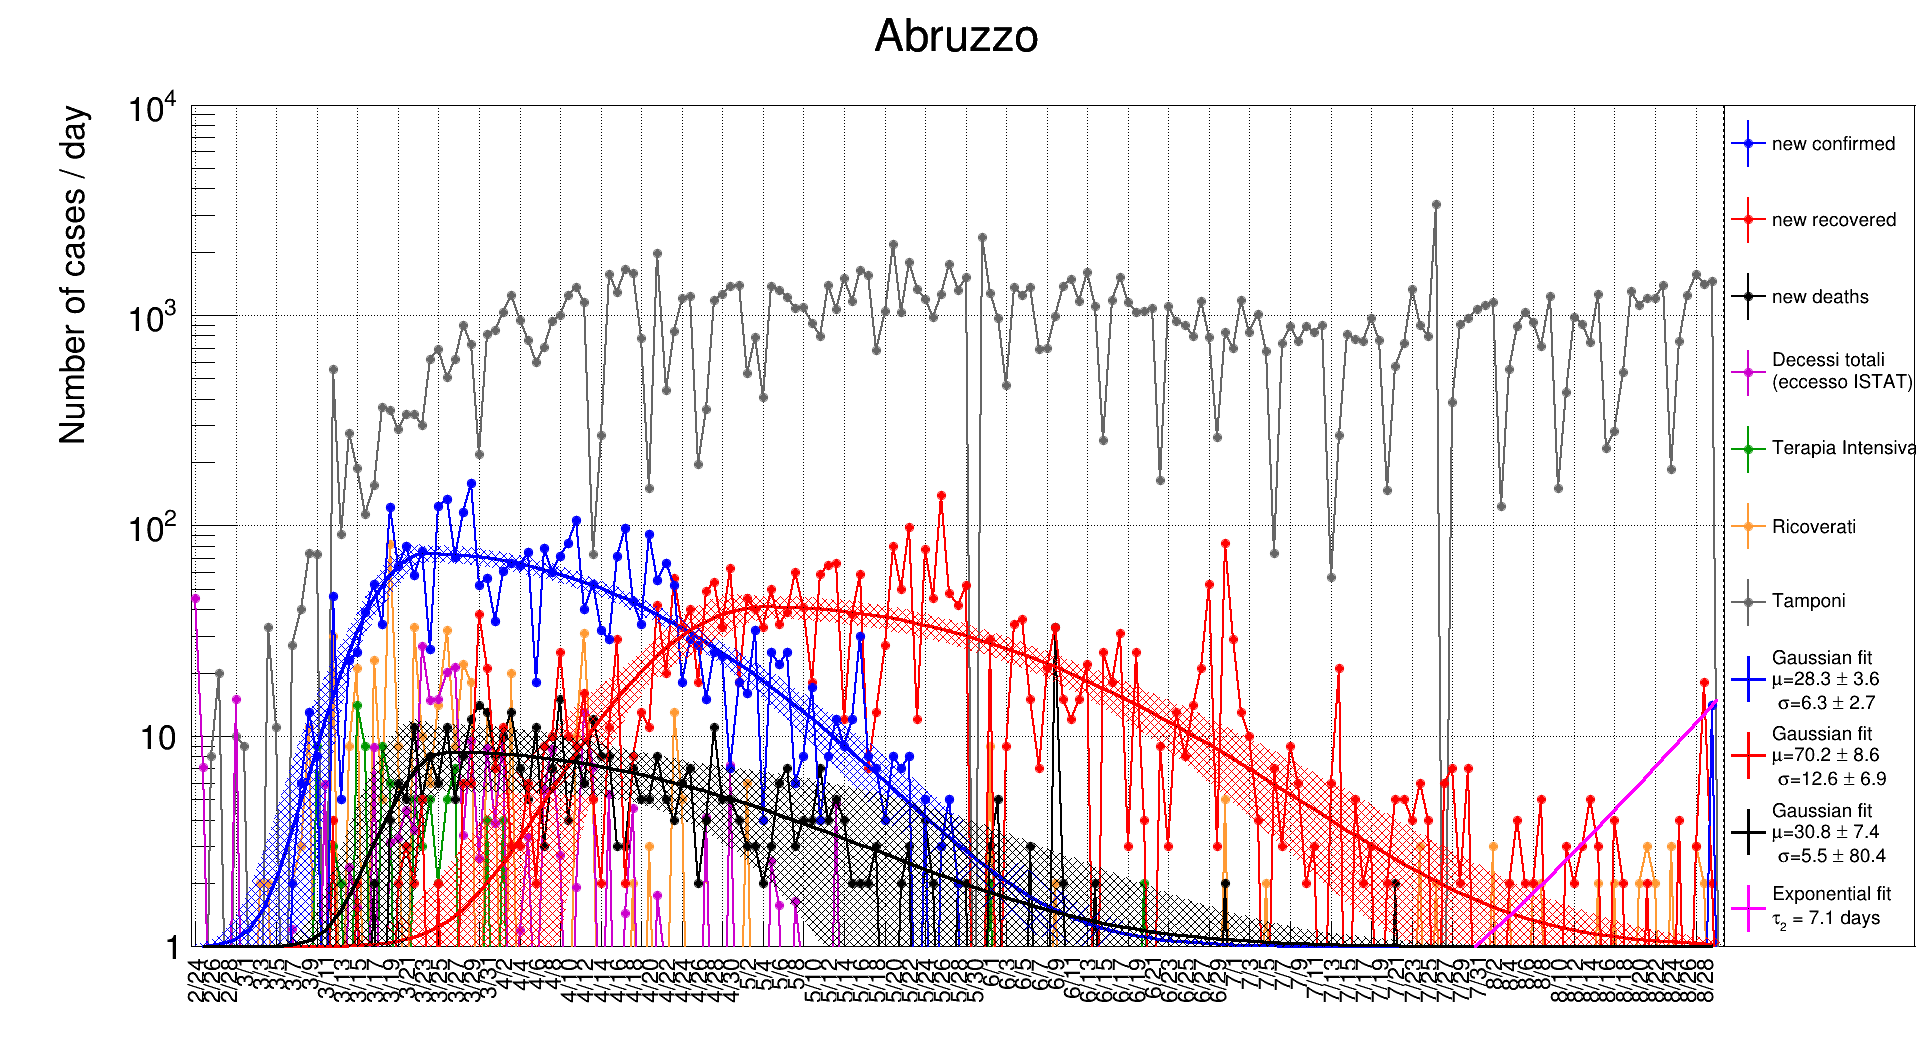 Abruzzo
Number of cases / day
10⁴
10³
10²
10
1
2/24 2/26 2/28 3/1 3/3 3/5 3/7 3/9 3/11 3/13 3/15 3/17 3/19 3/21 3/23 3/25 3/27 3/29 3/31 4/2 4/4 4/6 4/8 4/10 4/12 4/14 4/16 4/18 4/20 4/22 4/24 4/26 4/28 4/30 5/2 5/4 5/6 5/8 5/10 5/12 5/14 5/16 5/18 5/20 5/22 5/24 5/26 5/28 5/30 6/1 6/3 6/5 6/7 6/9 6/11 6/13 6/15 6/17 6/19 6/21 6/23 6/25 6/27 6/29 7/1 7/3 7/5 7/7 7/9 7/11 7/13 7/15 7/17 7/19 7/21 7/23 7/25 7/27 7/29 7/31 8/2 8/4 8/6 8/8 8/10 8/12 8/14 8/16 8/18 8/20 8/22 8/24 8/26 8/28
new confirmed
new recovered
new deaths
Decessi totali
(eccesso ISTAT)
Terapia Intensiva
Ricoverati
Tamponi
Gaussian fit
μ=28.3 ± 3.6
σ=6.3 ± 2.7
Gaussian fit
μ=70.2 ± 8.6
σ=12.6 ± 6.9
Gaussian fit
μ=30.8 ± 7.4
σ=5.5 ± 80.4
Exponential fit
τ₂ = 7.1 days